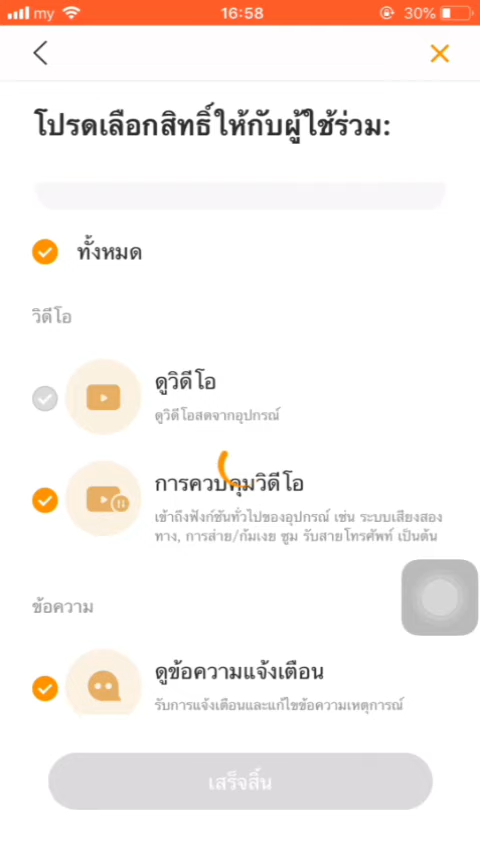 my 16:58 30%
โปรดเลือกสิทธิ์ให้กับผู้ใช้ร่วม:
ทั้งหมด
วิดีโอ
ดูวิดีโอ
ดูวิดีโอสดจากอุปกรณ์
การควบคุมวิดีโอ
เข้าถึงฟังก์ชันทั่วไปของอุปกรณ์ เช่น ระบบเสียงสอง
ทาง, การส่าย/ก้มเงย ซูม รับสายโทรศัพท์ เป็นต้น
ข้อความ
ดูข้อความแจ้งเตือน
รับการแจ้งเตือนและแก้ไขข้อความเหตุการณ์
เสร็จสิ้น